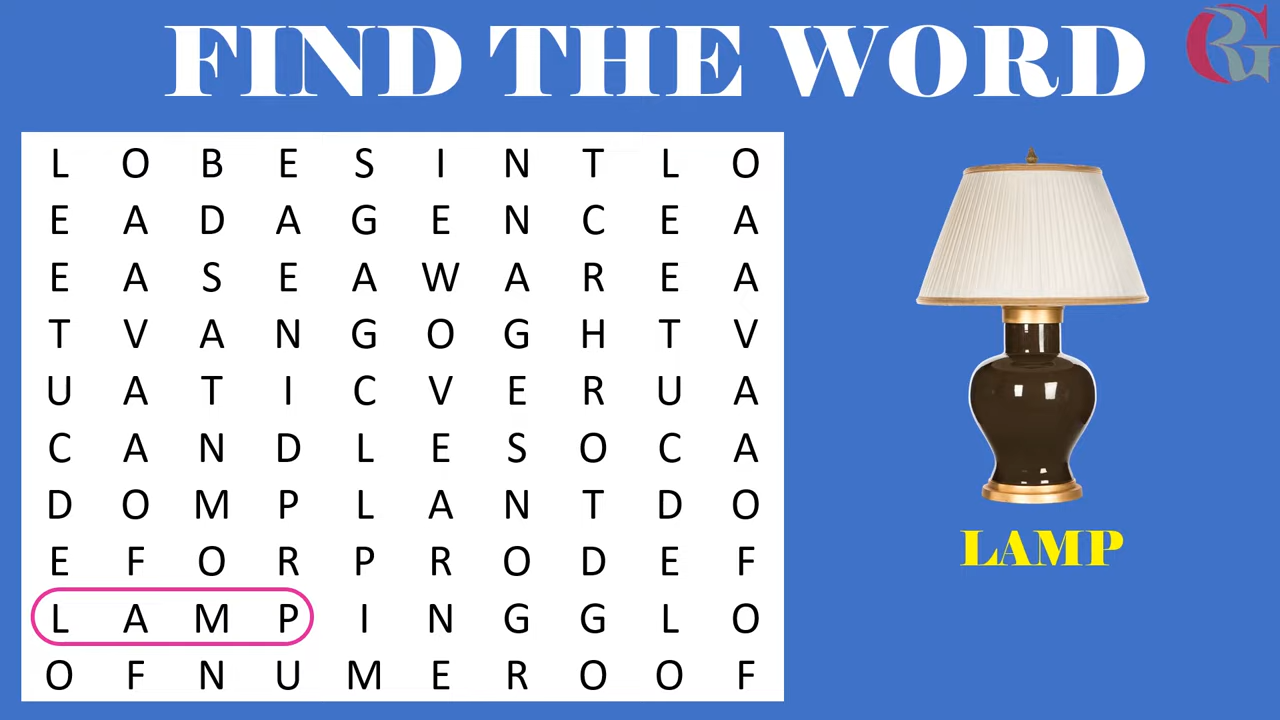 FIND THE WORD
L O B E S I N T L O
E A D A G E N C E A
E A S E A W A R E A
T V A N G O G H T V
U A T I C V E R U A
C A N D L E S O C A
D O M P L A N T D O
E F O R P R O D E F
L A M P I N G G L O
O F N U M E R O O F
LAMP